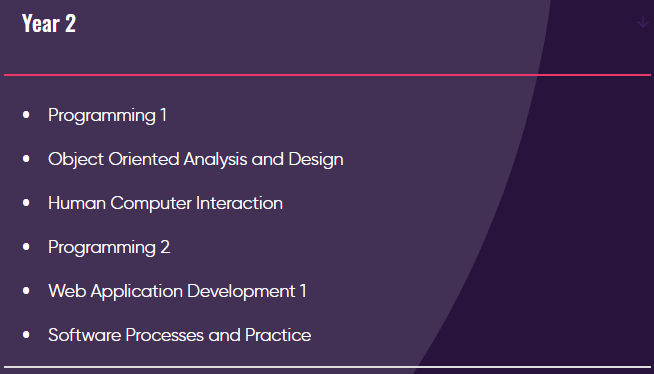 Year 2
Programming 1
Object Oriented Analysis and Design
Human Computer Interaction
Programming 2
Web Application Development 1
Software Processes and Practice